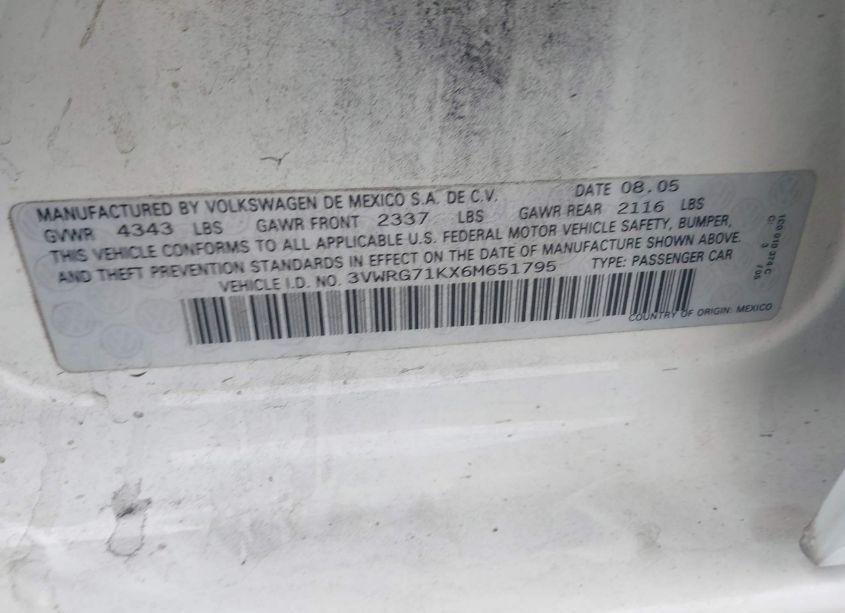 MANUFACTURED BY VOLKSWAGEN DE MEXICO S.A. DE C.V. DATE 08.05
GVWR 4343 LBS GAWR FRONT 2337 LBS GAWR REAR 2116 LBS
THIS VEHICLE CONFORMS TO ALL APPLICABLE U.S. FEDERAL MOTOR VEHICLE SAFETY, BUMPER,
AND THEFT PREVENTION STANDARDS IN EFFECT ON THE DATE OF MANUFACTURE SHOWN ABOVE.
VEHICLE I.D. NO. 3VWRG71KX6M651795 TYPE: PASSENGER CAR
COUNTRY OF ORIGIN: MEXICO